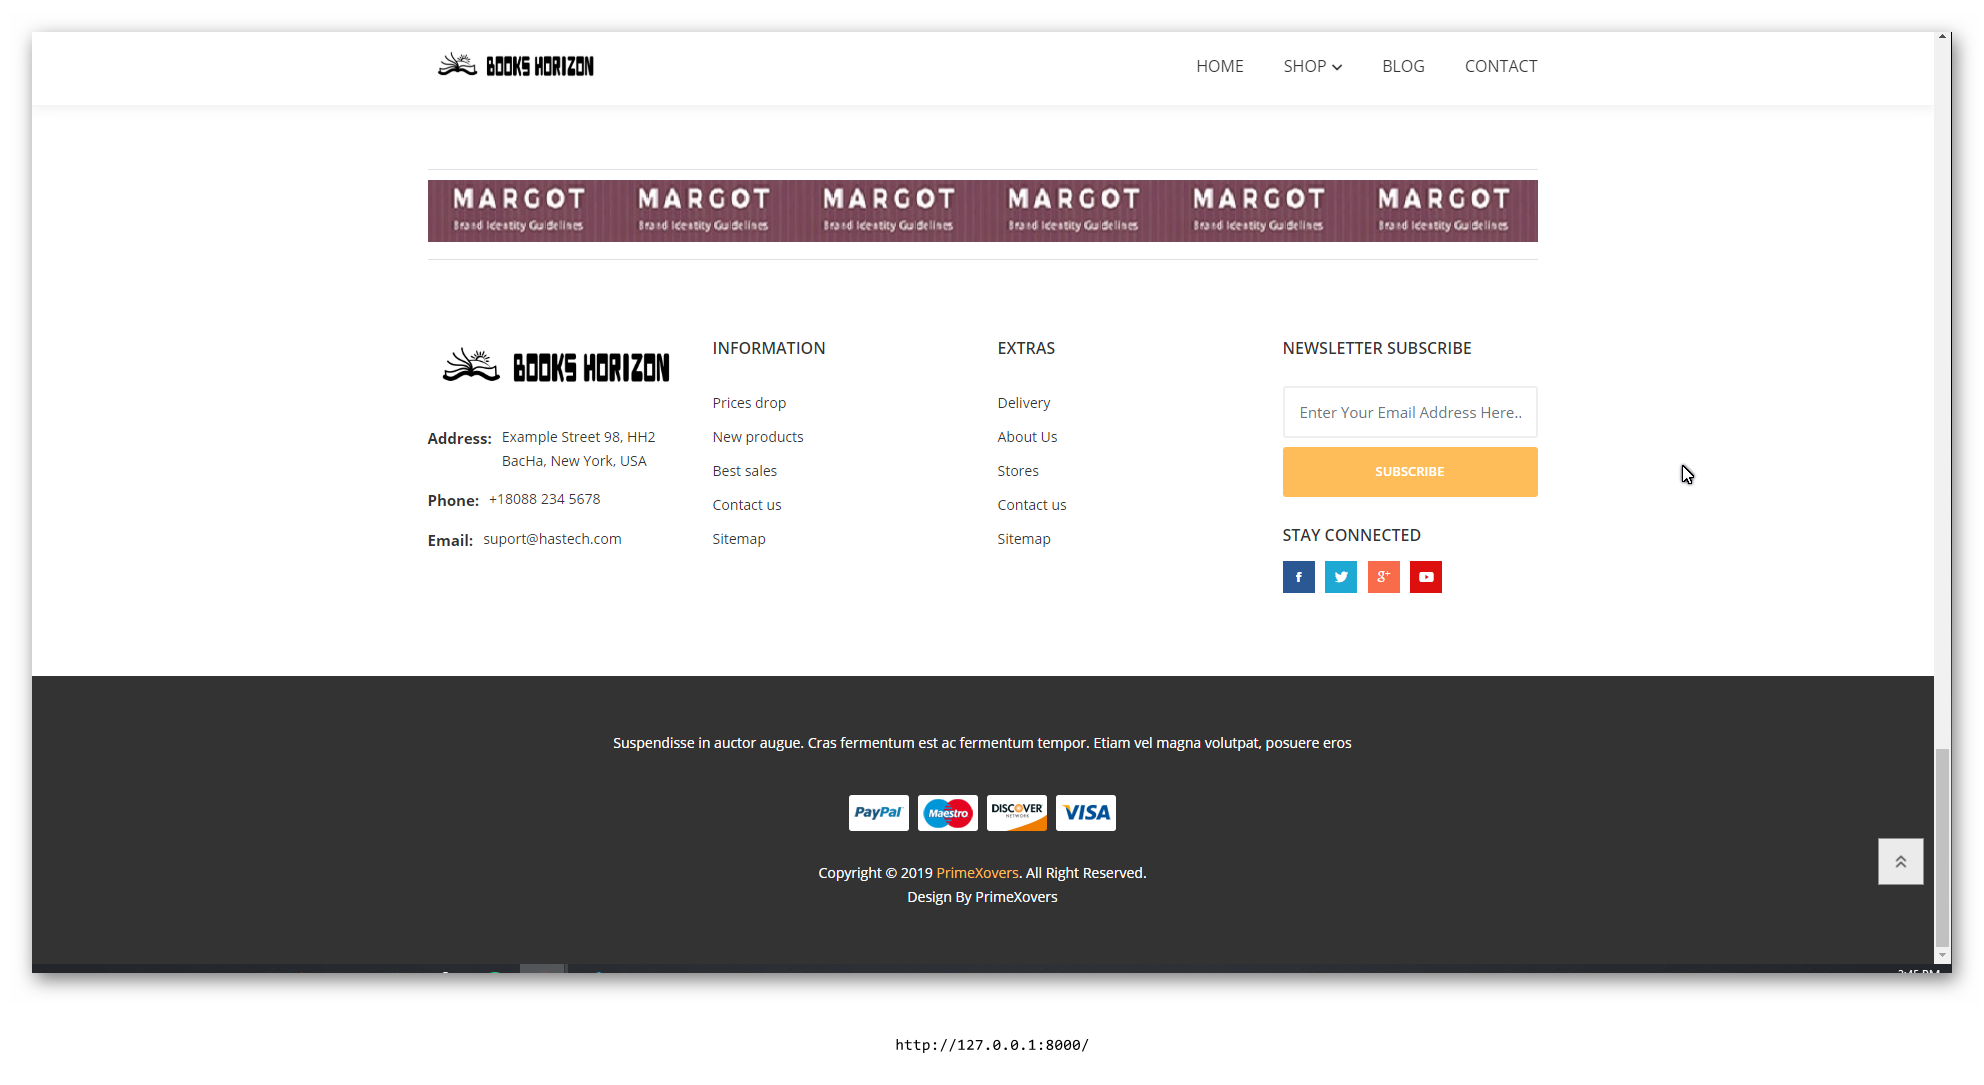 BOOKS HORIZON
HOME SHOP BLOG CONTACT
MARGOT MARGOT MARGOT MARGOT MARGOT MARGOT
Brand Identity Guidelines Brand Identity Guidelines Brand Identity Guidelines Brand Identity Guidelines Brand Identity Guidelines Brand Identity Guidelines
BOOKS HORIZON
Address: Example Street 98, HH2
BacHa, New York, USA
Phone: +18088 234 5678
Email: suport@hastech.com
INFORMATION
Prices drop
New products
Best sales
Contact us
Sitemap
EXTRAS
Delivery
About Us
Stores
Contact us
Sitemap
NEWSLETTER SUBSCRIBE
Enter Your Email Address Here..
SUBSCRIBE
STAY CONNECTED
f g+
Suspendisse in auctor augue. Cras fermentum est ac fermentum tempor. Etiam vel magna volutpat, posuere eros
PayPal Maestro DISCOVER VISA
NETWORK
Copyright © 2019 PrimeXovers. All Right Reserved.
Design By PrimeXovers
http://127.0.0.1:8000/